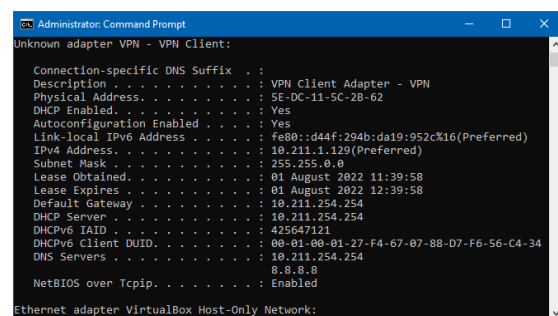 Administrator: Command Prompt
Unknown adapter VPN - VPN Client:
Connection-specific DNS Suffix . :
Description . . . . . . . . . . . : VPN Client Adapter - VPN
Physical Address. . . . . . . . . : 5E-DC-11-5C-2B-62
DHCP Enabled. . . . . . . . . . . : Yes
Autoconfiguration Enabled . . . . : Yes
Link-local IPv6 Address . . . . . : fe80::d44f:294b:da19:952c%16(Preferred)
IPv4 Address. . . . . . . . . . . : 10.211.1.129(Preferred)
Subnet Mask . . . . . . . . . . . : 255.255.0.0
Lease Obtained. . . . . . . . . . : 01 August 2022 11:39:58
Lease Expires . . . . . . . . . . : 01 August 2022 12:39:58
Default Gateway . . . . . . . . . : 10.211.254.254
DHCP Server . . . . . . . . . . . : 10.211.254.254
DHCPv6 IAID . . . . . . . . . . . : 425647121
DHCPv6 Client DUID. . . . . . . . : 00-01-00-01-27-F4-67-07-88-D7-F6-56-C4-34
DNS Servers . . . . . . . . . . . : 10.211.254.254
8.8.8.8
NetBIOS over Tcpip. . . . . . . . : Enabled
Ethernet adapter VirtualBox Host-Only Network: